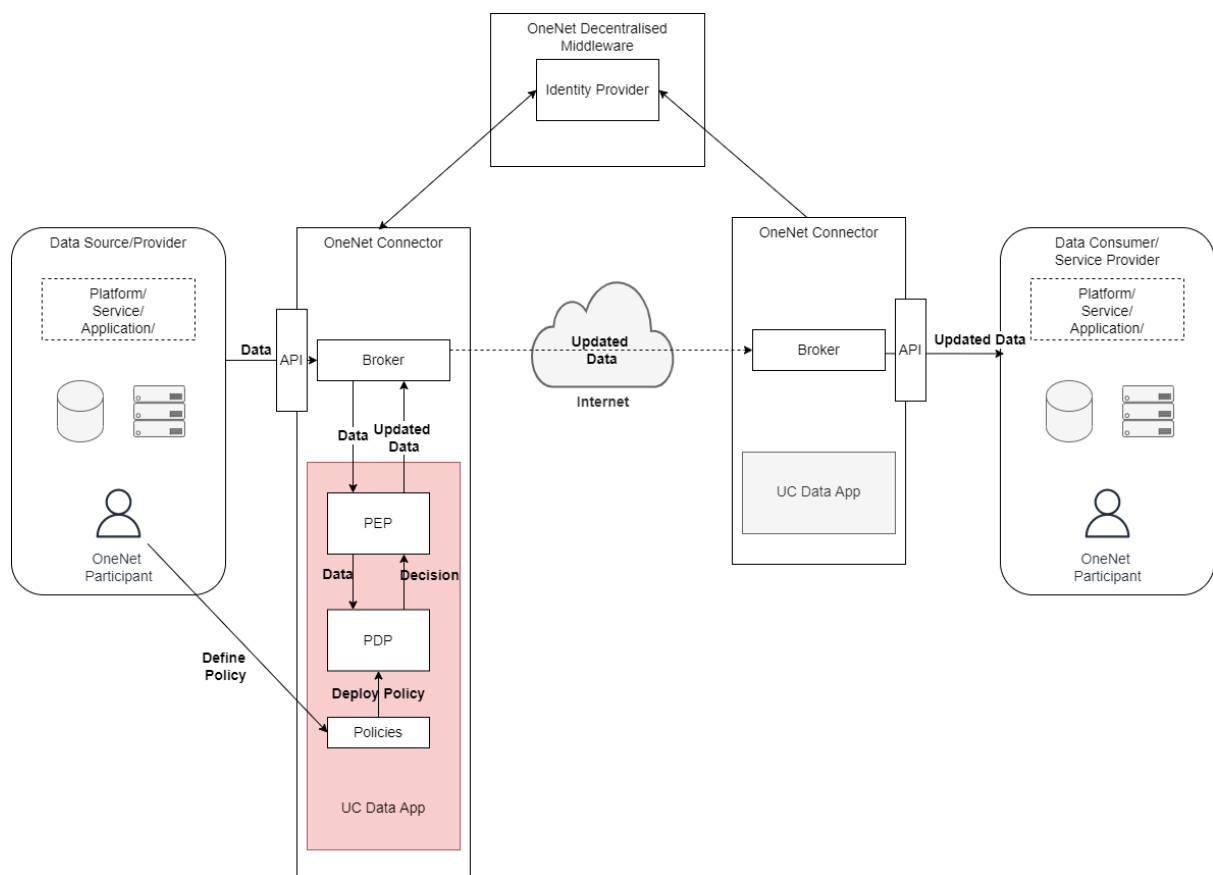 OneNet Decentralised
Middleware
Identity Provider
Data Source/Provider
Platform/
Service/
Application/
OneNet
Participant
Data
API
OneNet Connector
Broker
Data
Updated
Data
PEP
Data
Decision
PDP
Deploy Policy
Policies
UC Data App
Define
Policy
Updated
Data
Internet
OneNet Connector
Broker
API
UC Data App
Updated Data
Data Consumer/
Service Provider
Platform/
Service/
Application/
OneNet
Participant